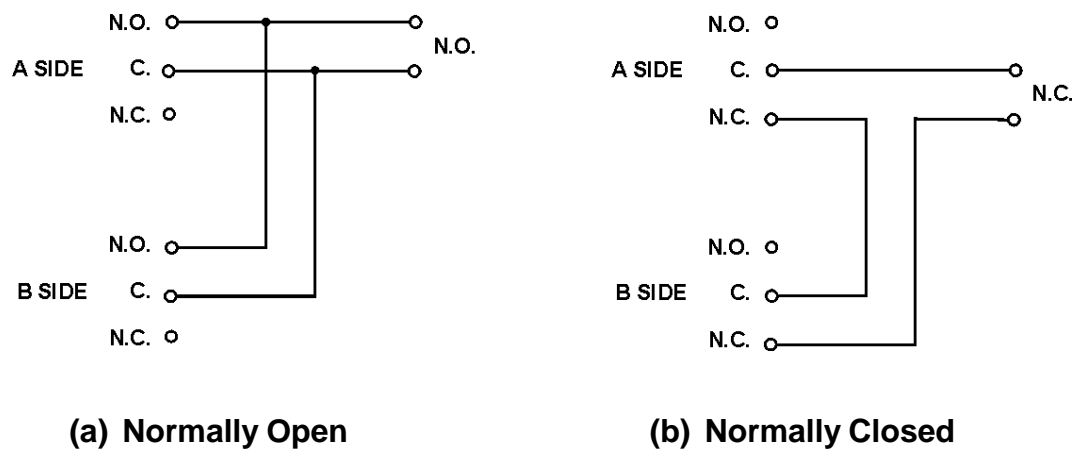 N.O.
N.O.
A SIDE C.
N.C.
N.O.
B SIDE C.
N.C.
(a) Normally Open
N.O.
A SIDE C.
N.C.
N.C.
N.O.
B SIDE C.
N.C.
(b) Normally Closed